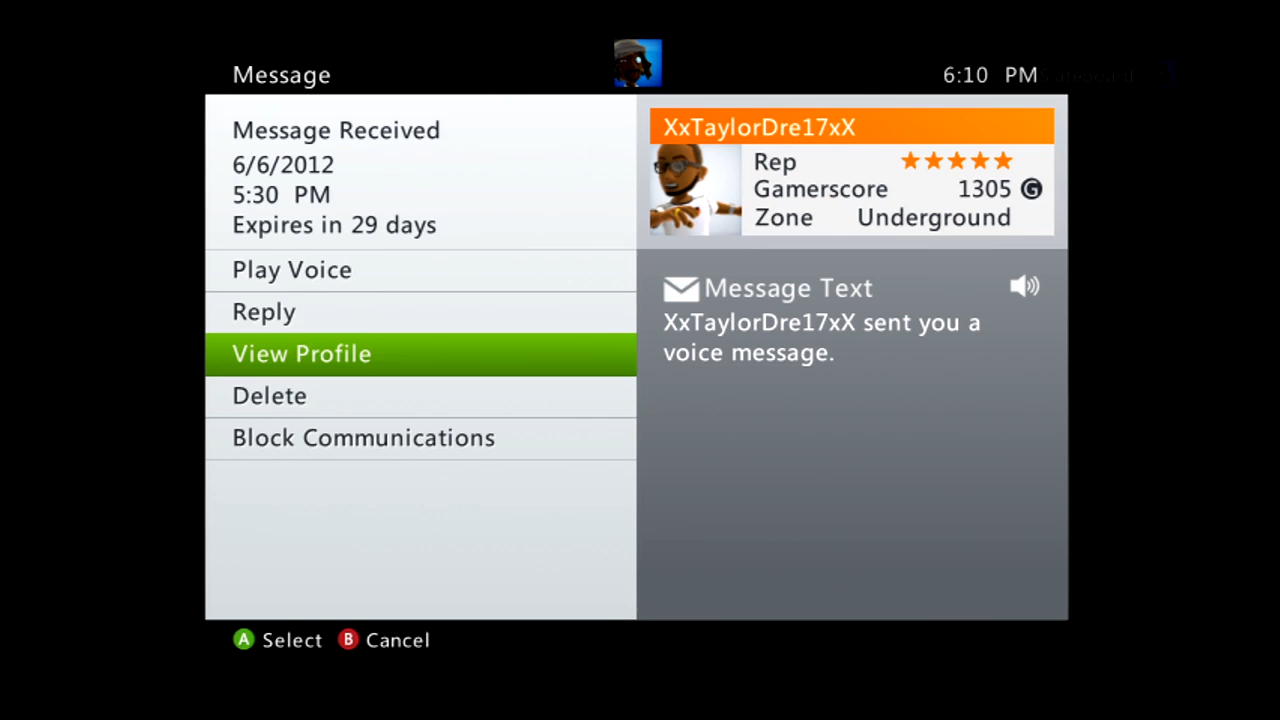 Message
6:10 PM
Message Received
6/6/2012
5:30 PM
Expires in 29 days
Play Voice
Reply
View Profile
Delete
Block Communications
XxTaylorDre17xX
Rep
Gamerscore 1305 G
Zone Underground
Message Text
XxTaylorDre17xX sent you a
voice message.
A Select B Cancel